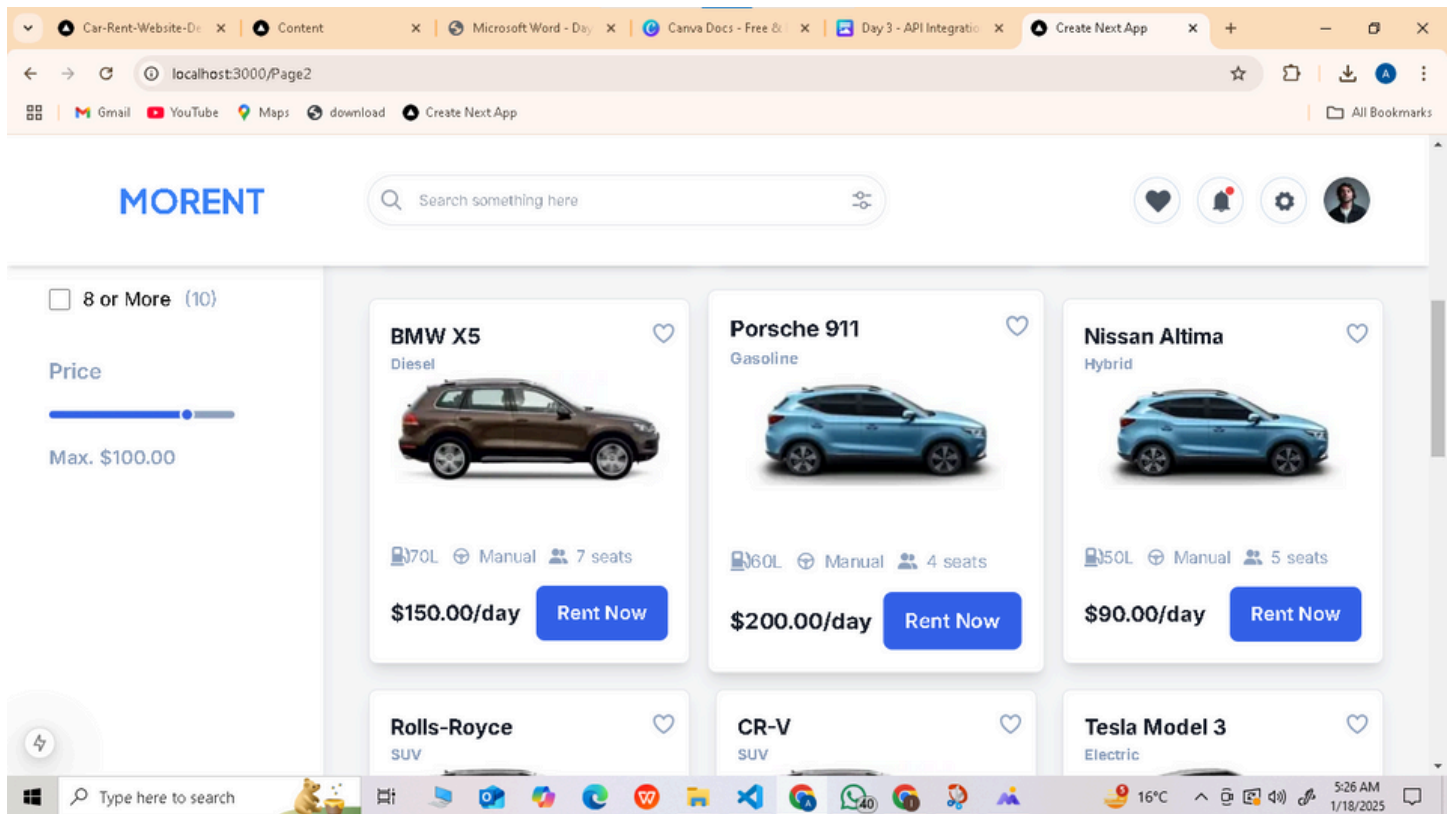 Car-Rent-Website-De
Content
Microsoft Word - Day
Canva Docs - Free &
Day 3 - API Integratio
Create Next App
localhost:3000/Page2
A
Gmail
YouTube
Maps
download
Create Next App
All Bookmarks
MORENT
Search something here
8 or More (10)
Price
Max. $100.00
BMW X5
Diesel
70L Manual 7 seats
$150.00/day Rent Now
Porsche 911
Gasoline
60L Manual 4 seats
$200.00/day Rent Now
Nissan Altima
Hybrid
50L Manual 5 seats
$90.00/day Rent Now
Rolls-Royce
SUV
CR-V
SUV
Tesla Model 3
Electric
Type here to search
40
16°C
5:26 AM
1/18/2025